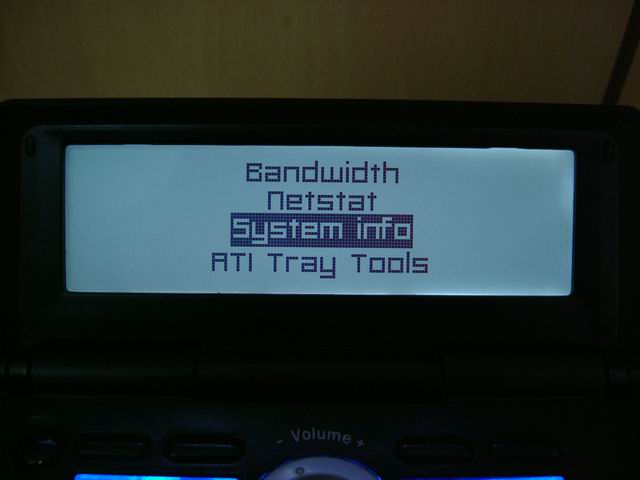 Bandwidth
Netstat
System info
ATI Tray Tools
- Volume +